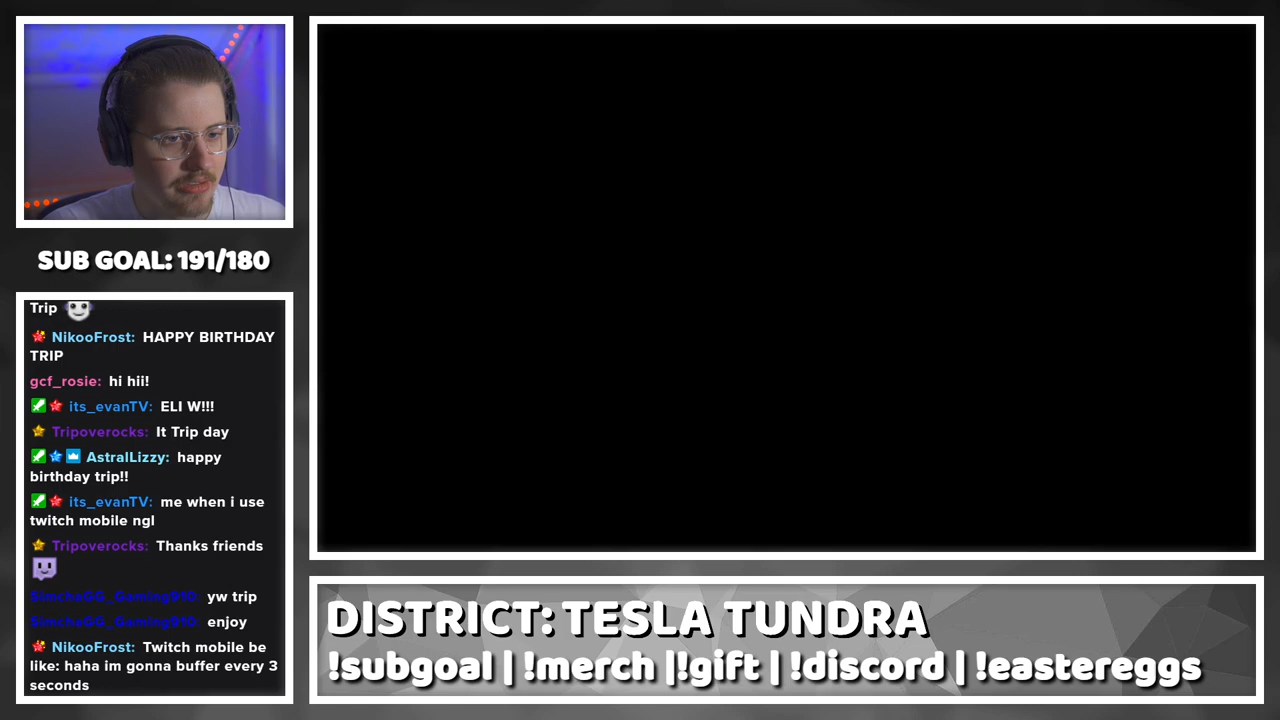 SUB GOAL: 191/180
Trip
NikooFrost: HAPPY BIRTHDAY
TRIP
gcf_rosie: hi hii!
its_evanTV: ELI W!!!
Tripoverocks: It Trip day
AstralLizzy: happy
birthday trip!!
its_evanTV: me when i use
twitch mobile ngl
Tripoverocks: Thanks friends
SimchaGG_Gaming910: yw trip
SimchaGG_Gaming910: enjoy
NikooFrost: Twitch mobile be
like: haha im gonna buffer every 3
seconds
DISTRICT: TESLA TUNDRA
!subgoal | !merch |!gift | !discord | !eastereggs